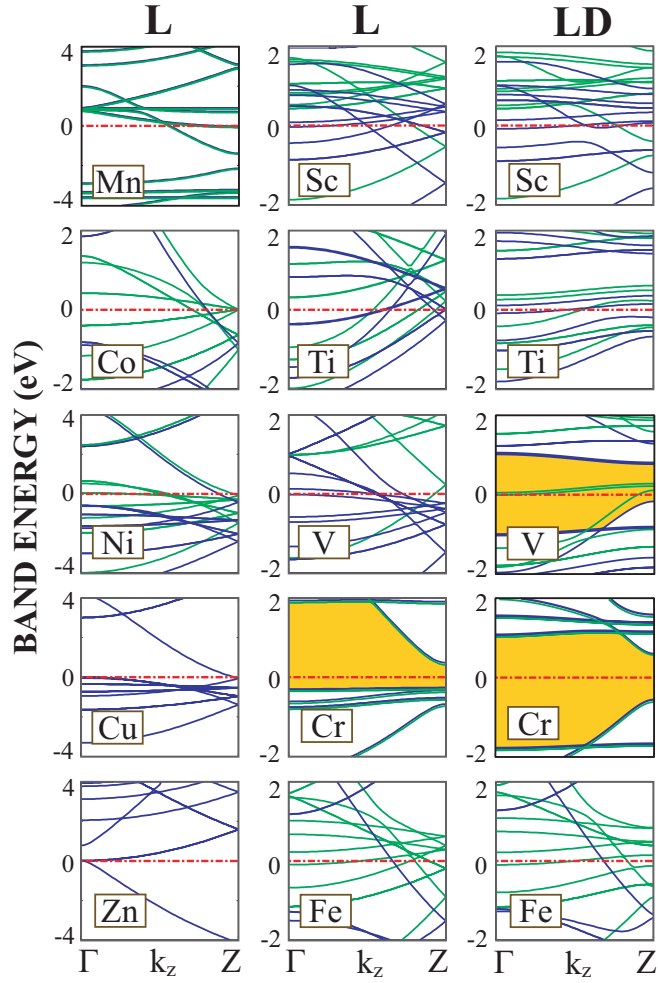 L L LD
4 2 2
0 0 0
Mn Sc Sc
-4 -2 -2
2 2 2
0 0 0
Co Ti Ti
-2 -2 -2
BAND ENERGY (eV)
4 2 2
0 0 0
Ni V V
-4 -2 -2
4 2 2
0 0 0
Cu Cr Cr
-4 -2 -2
4 2 2
0 0 0
Zn Fe Fe
-4 -2 -2
Γ kz Z Γ kz Z Γ kz Z